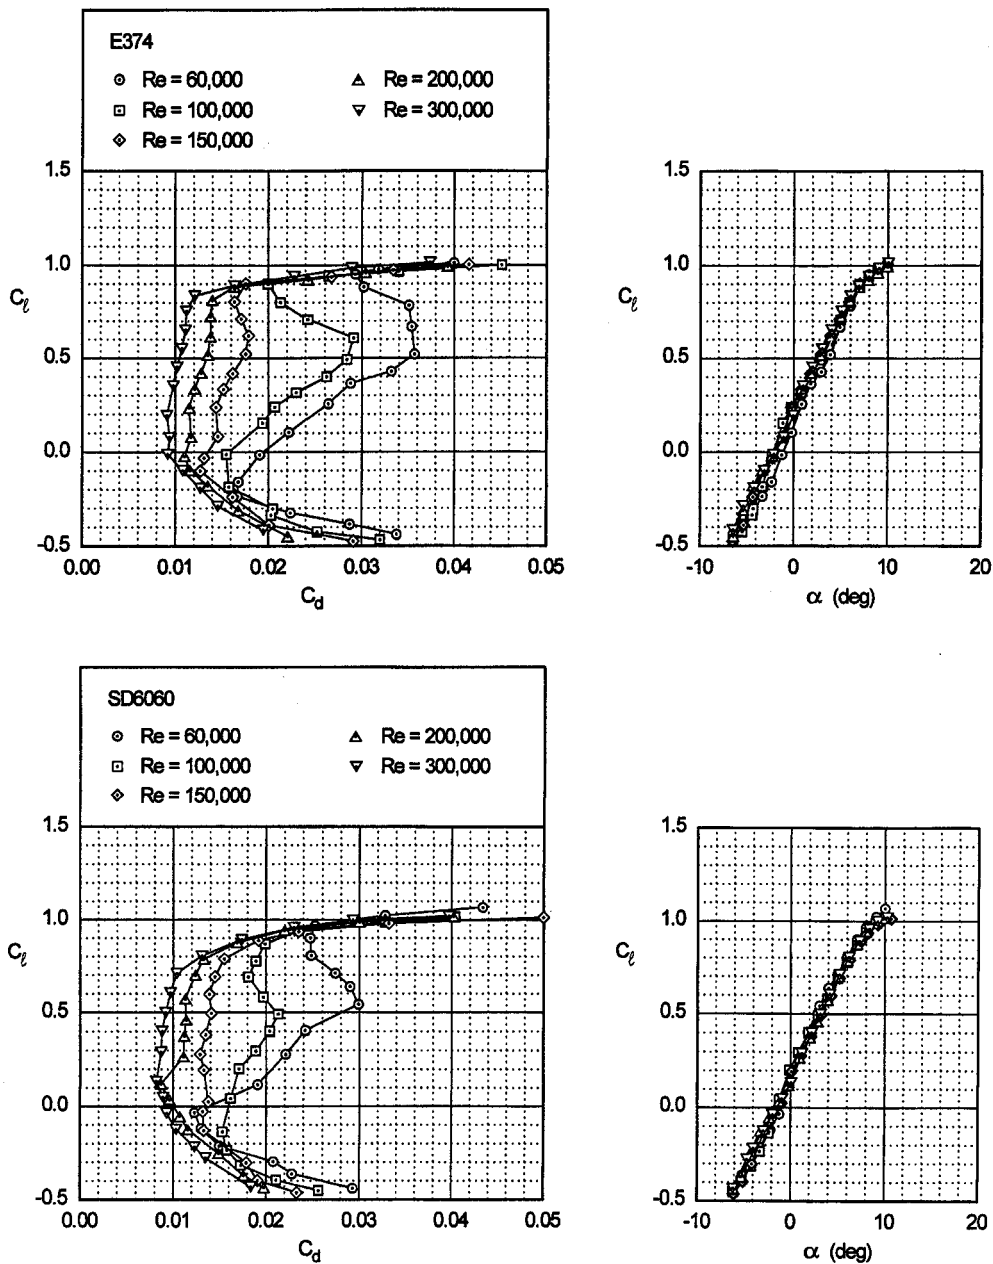 E374
Re = 60,000
Re = 200,000
Re = 100,000
Re = 300,000
Re = 150,000
1.5
1.0
Cℓ
0.5
0.0
-0.5
0.00 0.01 0.02 0.03 0.04 0.05
Cd
1.5
1.0
Cℓ
0.5
0.0
-0.5
-10 0 10 20
α (deg)
SD6060
Re = 60,000
Re = 200,000
Re = 100,000
Re = 300,000
Re = 150,000
1.5
1.0
Cℓ
0.5
0.0
-0.5
0.00 0.01 0.02 0.03 0.04 0.05
Cd
1.5
1.0
Cℓ
0.5
0.0
-0.5
-10 0 10 20
α (deg)